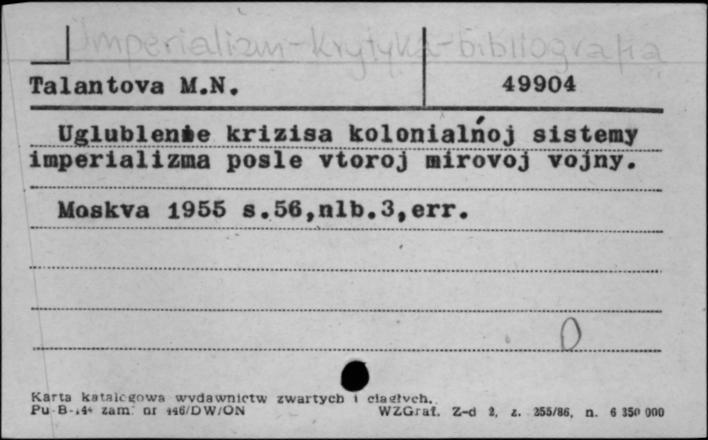 Imperializm-krytyka-bibliografia
Talantova M.N. 49904
Uglublenie krizisa kolonialńoj sistemy
imperializma posle vtoroj mirovoj vojny.
Moskva 1955 s.56,nlb.3,err.
0
Karta katalogowa wydawnictw zwartych i ciągłych.
Pu-B-14 zam. nr 446/DW/ON WZGraf. Z-d 2, z. 255/86, n. 6 350 000